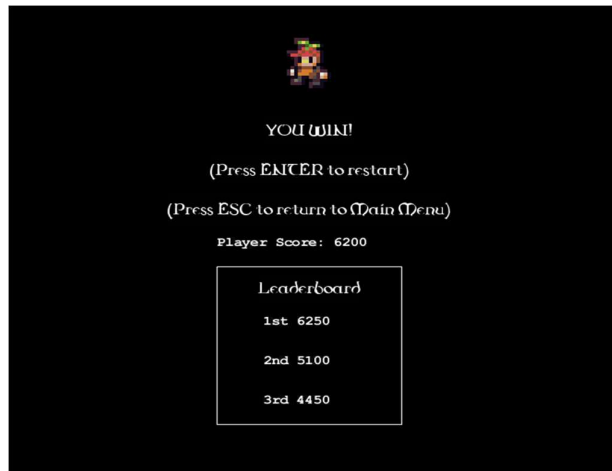 YOU WIN!
(Press ENTER to restart)
(Press ESC to return to Main Menu)
Player Score: 6200
Leaderboard
1st 6250
2nd 5100
3rd 4450